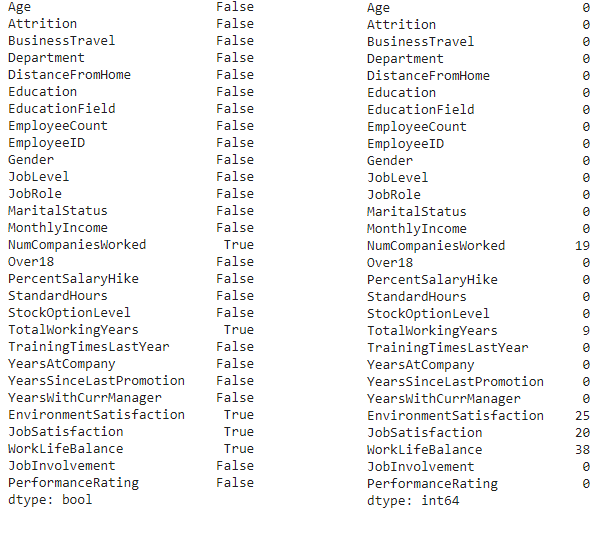 Age False Age 0
Attrition False Attrition 0
BusinessTravel False BusinessTravel 0
Department False Department 0
DistanceFromHome False DistanceFromHome 0
Education False Education 0
EducationField False EducationField 0
EmployeeCount False EmployeeCount 0
EmployeeID False EmployeeID 0
Gender False Gender 0
JobLevel False JobLevel 0
JobRole False JobRole 0
MaritalStatus False MaritalStatus 0
MonthlyIncome False MonthlyIncome 0
NumCompaniesWorked True NumCompaniesWorked 19
Over18 False Over18 0
PercentSalaryHike False PercentSalaryHike 0
StandardHours False StandardHours 0
StockOptionLevel False StockOptionLevel 0
TotalWorkingYears True TotalWorkingYears 9
TrainingTimesLastYear False TrainingTimesLastYear 0
YearsAtCompany False YearsAtCompany 0
YearsSinceLastPromotion False YearsSinceLastPromotion 0
YearsWithCurrManager False YearsWithCurrManager 0
EnvironmentSatisfaction True EnvironmentSatisfaction 25
JobSatisfaction True JobSatisfaction 20
WorkLifeBalance True WorkLifeBalance 38
JobInvolvement False JobInvolvement 0
PerformanceRating False PerformanceRating 0
dtype: bool dtype: int64